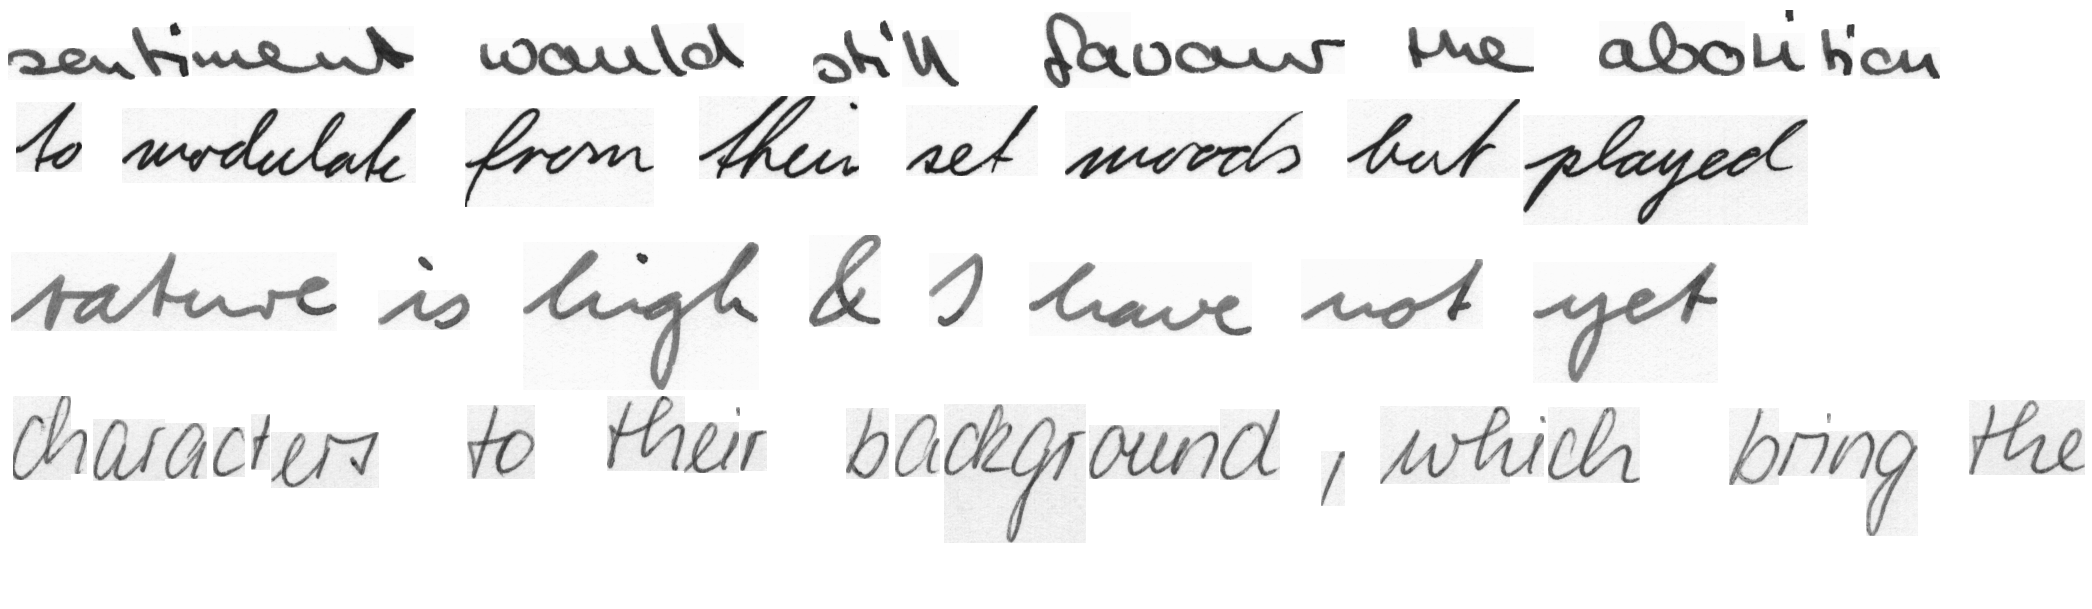 sentiment would still favour the abolition
to modulate from their set moods but played
rature is high & I have not yet
characters to their background , which bring the